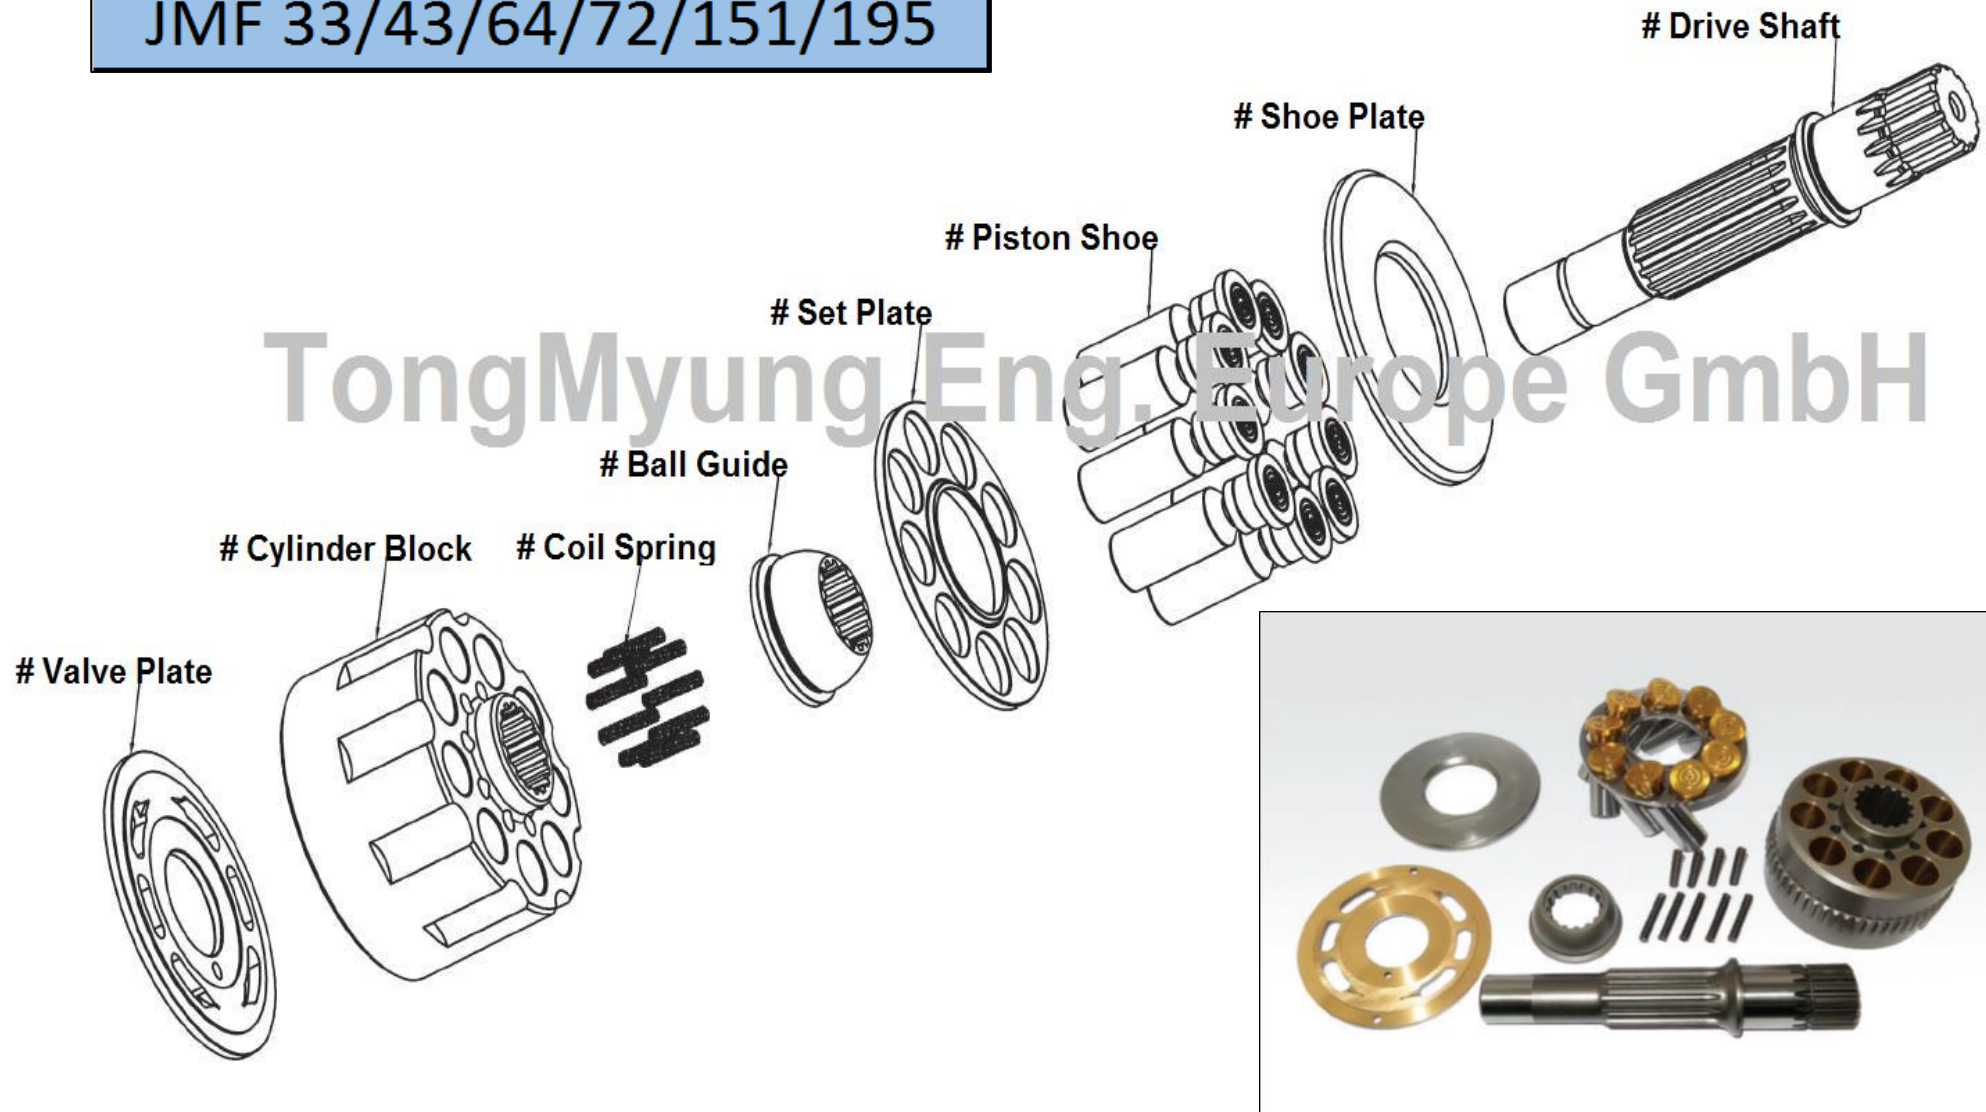 JMF 33/43/64/72/151/195
# Drive Shaft
# Shoe Plate
# Piston Shoe
# Set Plate
TongMyung Eng. Europe GmbH
# Ball Guide
# Cylinder Block
# Coil Spring
# Valve Plate